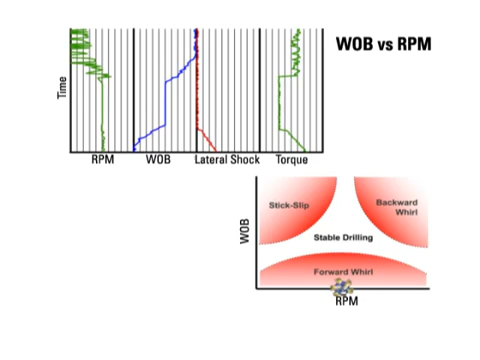 WOB vs RPM
Time
RPM
WOB
Lateral Shock
Torque
Stick-Slip
Backward
Whirl
WOB
Stable Drilling
Forward Whirl
RPM